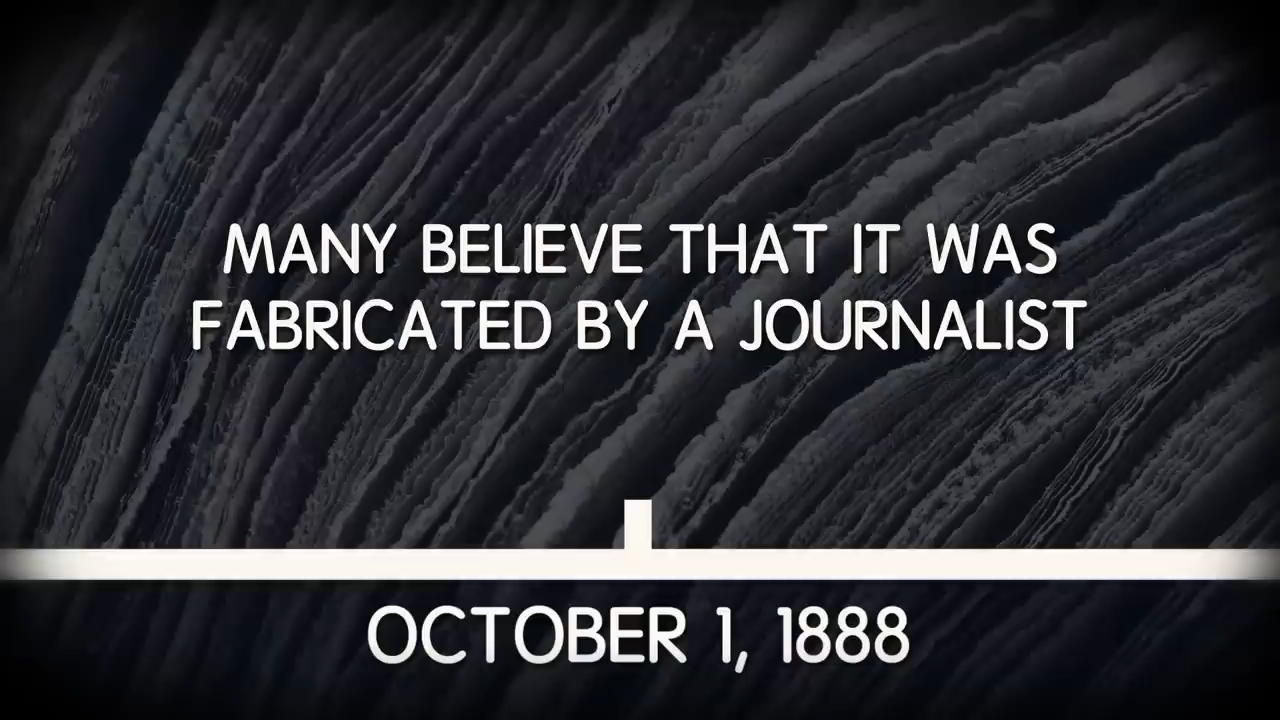 MANY BELIEVE THAT IT WAS
FABRICATED BY A JOURNALIST
OCTOBER 1, 1888